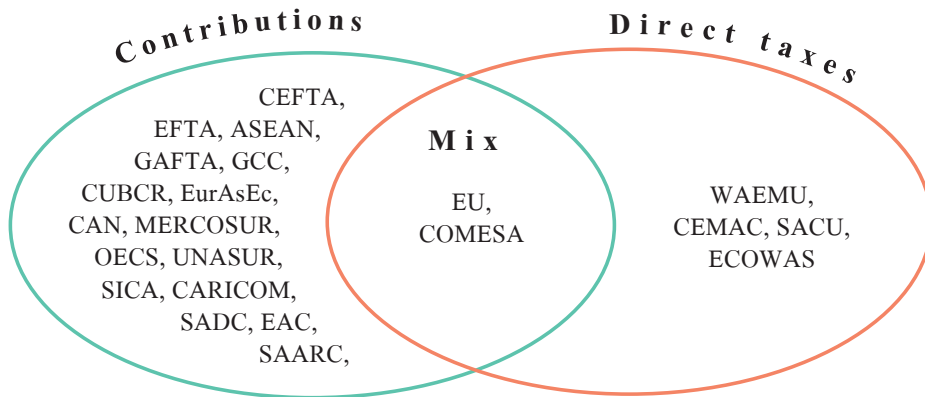 Contributions
Direct taxes
CEFTA,
EFTA, ASEAN,
GAFTA, GCC,
CUBCR, EurAsEc,
CAN, MERCOSUR,
OECS, UNASUR,
SICA, CARICOM,
SADC, EAC,
SAARC,
Mix
EU,
COMESA
WAEMU,
CEMAC, SACU,
ECOWAS